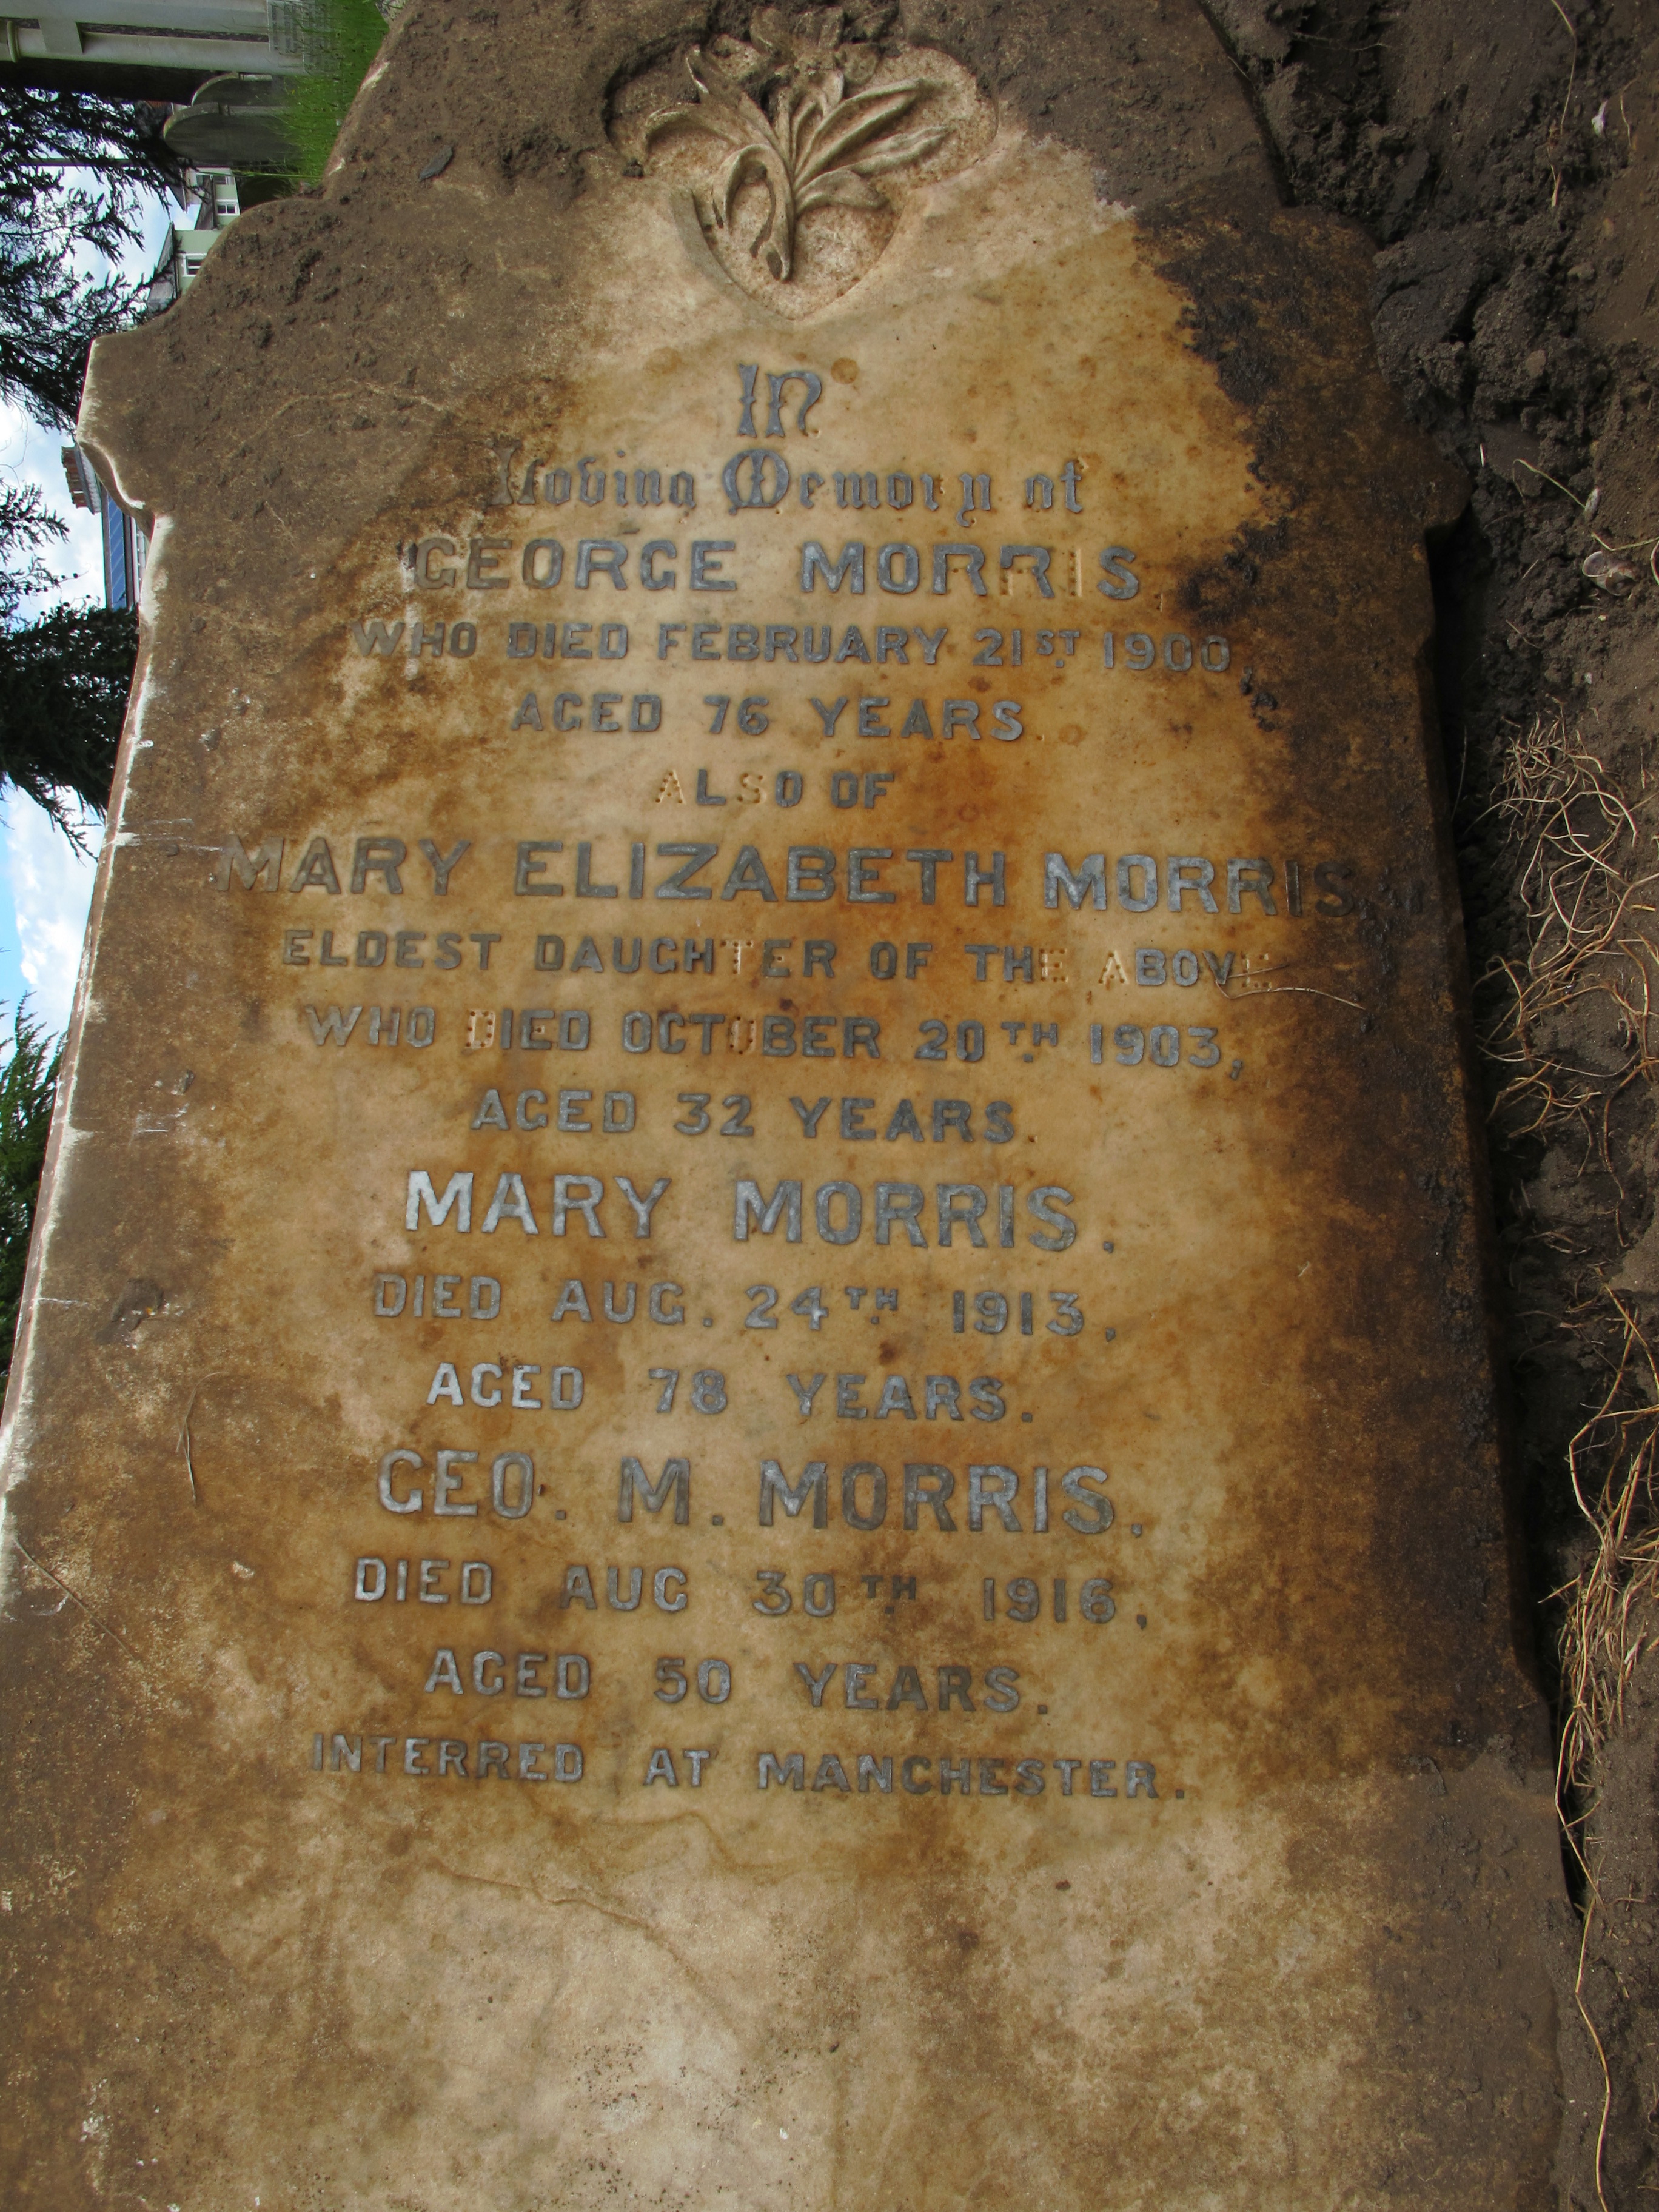 In
Loving Memory of
GEORGE MORRIS,
WHO DIED FEBRUARY 21ST 1900,
AGED 76 YEARS.
ALSO OF
MARY ELIZABETH MORRIS,
ELDEST DAUGHTER OF THE ABOVE
WHO DIED OCTOBER 20TH 1903,
AGED 32 YEARS.
MARY MORRIS.
DIED AUG. 24TH 1913,
AGED 78 YEARS.
GEO. M. MORRIS.
DIED AUG 30TH 1916,
AGED 50 YEARS.
INTERRED AT MANCHESTER.